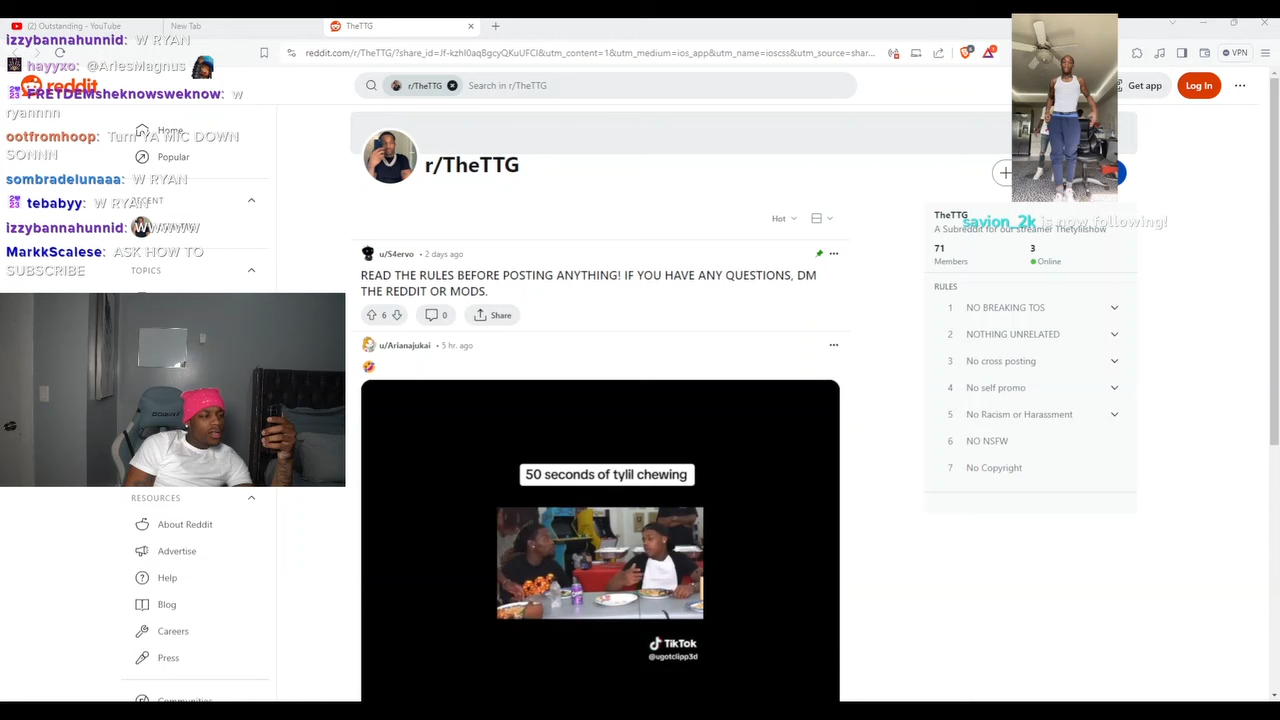 (2) Outstanding - YouTube
New Tab
TheTTG
reddit.com/r/TheTTG/?share_id=Jf-kzhI0aqBgcyQKuUFCI&utm_content=1&utm_medium=ios_app&utm_name=ioscss&utm_source=shar...
VPN
izzybannahunnid: W RYAN
hayyxo: @ArlesMagnus
FRETDEMsheknowsweknow: w
ryannnn
ootfromhoop: Turn YA MIC DOWN
SONNN
sombradelunaaa: W RYAN
tebabyy: W RYAN
izzybannahunnid: WWWWW
MarkkScalese: ASK HOW TO
SUBSCRIBE
reddit
r/TheTTG
Search in r/TheTTG
Get app
Log In
Home
Popular
RECENT
TOPICS
RESOURCES
About Reddit
Advertise
Help
Blog
Careers
Press
Communities
r/TheTTG
Hot
u/S4ervo • 2 days ago
READ THE RULES BEFORE POSTING ANYTHING! IF YOU HAVE ANY QUESTIONS, DM
THE REDDIT OR MODS.
6
0
Share
u/Arianajukai • 5 hr. ago
50 seconds of tylil chewing
TikTok
@ugotclipp3d
TheTTG
savion_2k is now following!
A Subreddit for our streamer Thetylilshow
71
3
Members
Online
RULES
1 NO BREAKING TOS
2 NOTHING UNRELATED
3 No cross posting
4 No self promo
5 No Racism or Harassment
6 NO NSFW
7 No Copyright